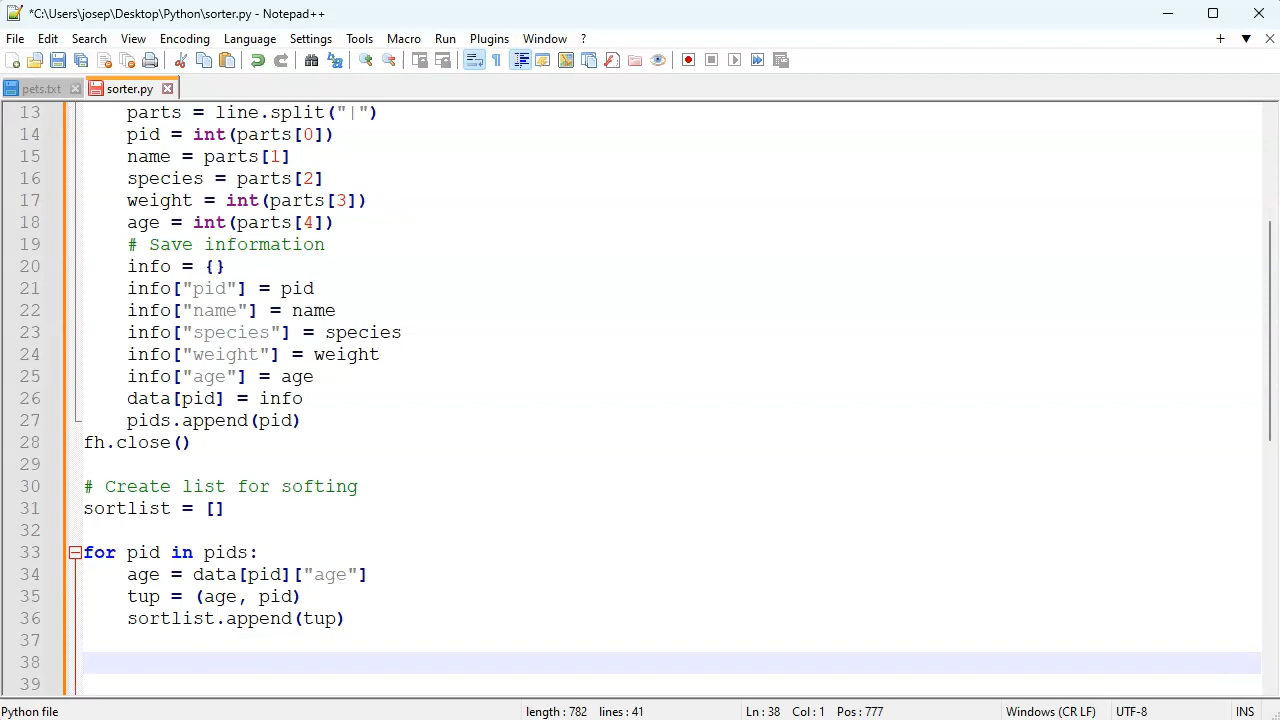 *C:\Users\josep\Desktop\Python\sorter.py - Notepad++
File Edit Search View Encoding Language Settings Tools Macro Run Plugins Window ?
pets.txt sorter.py
13 parts = line.split("|")
14 pid = int(parts[0])
15 name = parts[1]
16 species = parts[2]
17 weight = int(parts[3])
18 age = int(parts[4])
19 # Save information
20 info = {}
21 info["pid"] = pid
22 info["name"] = name
23 info["species"] = species
24 info["weight"] = weight
25 info["age"] = age
26 data[pid] = info
27 pids.append(pid)
28 fh.close()
29
30 # Create list for softing
31 sortlist = []
32
33 for pid in pids:
34 age = data[pid]["age"]
35 tup = (age, pid)
36 sortlist.append(tup)
37
38
39
Python file length : 782 lines : 41 Ln : 38 Col : 1 Pos : 777 Windows (CR LF) UTF-8 INS